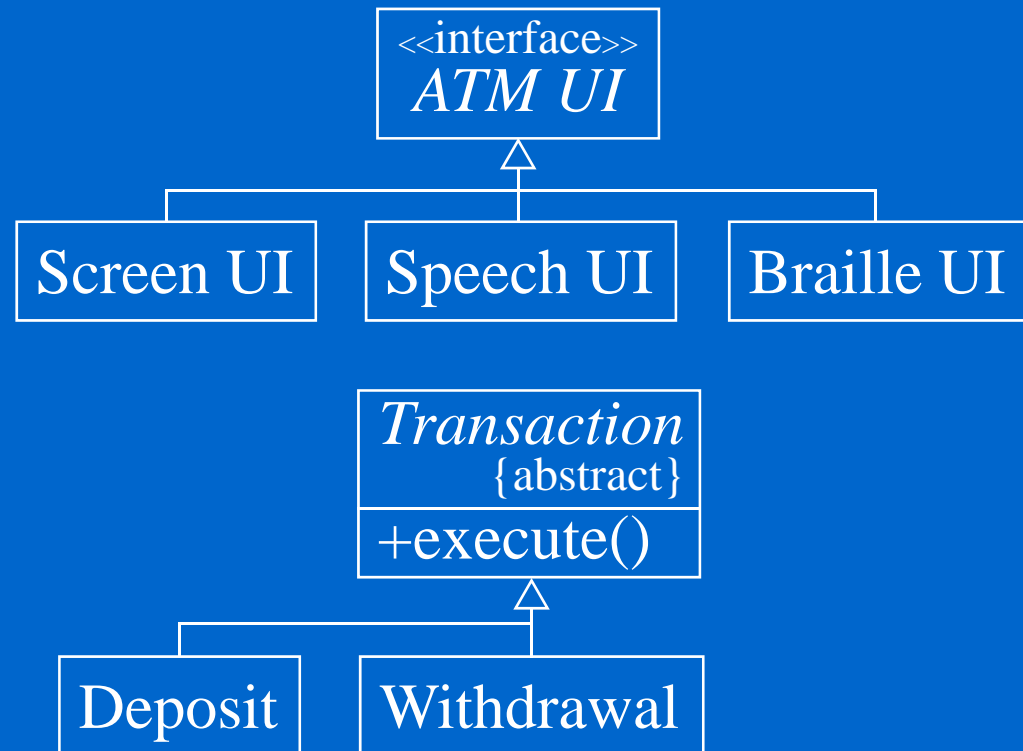 <<interface>>
ATM UI
Screen UI
Speech UI
Braille UI
Transaction
{abstract}
+execute()
Deposit
Withdrawal